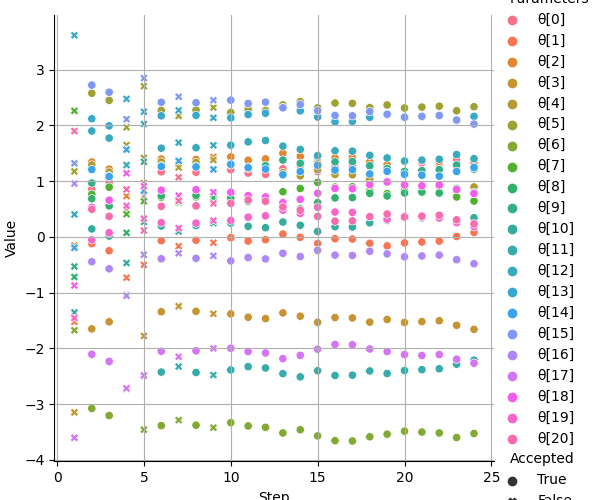 Parameters
θ[0]
θ[1]
θ[2]
θ[3]
θ[4]
θ[5]
θ[6]
θ[7]
θ[8]
θ[9]
θ[10]
θ[11]
θ[12]
θ[13]
θ[14]
θ[15]
θ[16]
θ[17]
θ[18]
θ[19]
θ[20]
Accepted
True
False
Value
3
2
1
0
−1
−2
−3
−4
0 5 10 15 20 25
Step